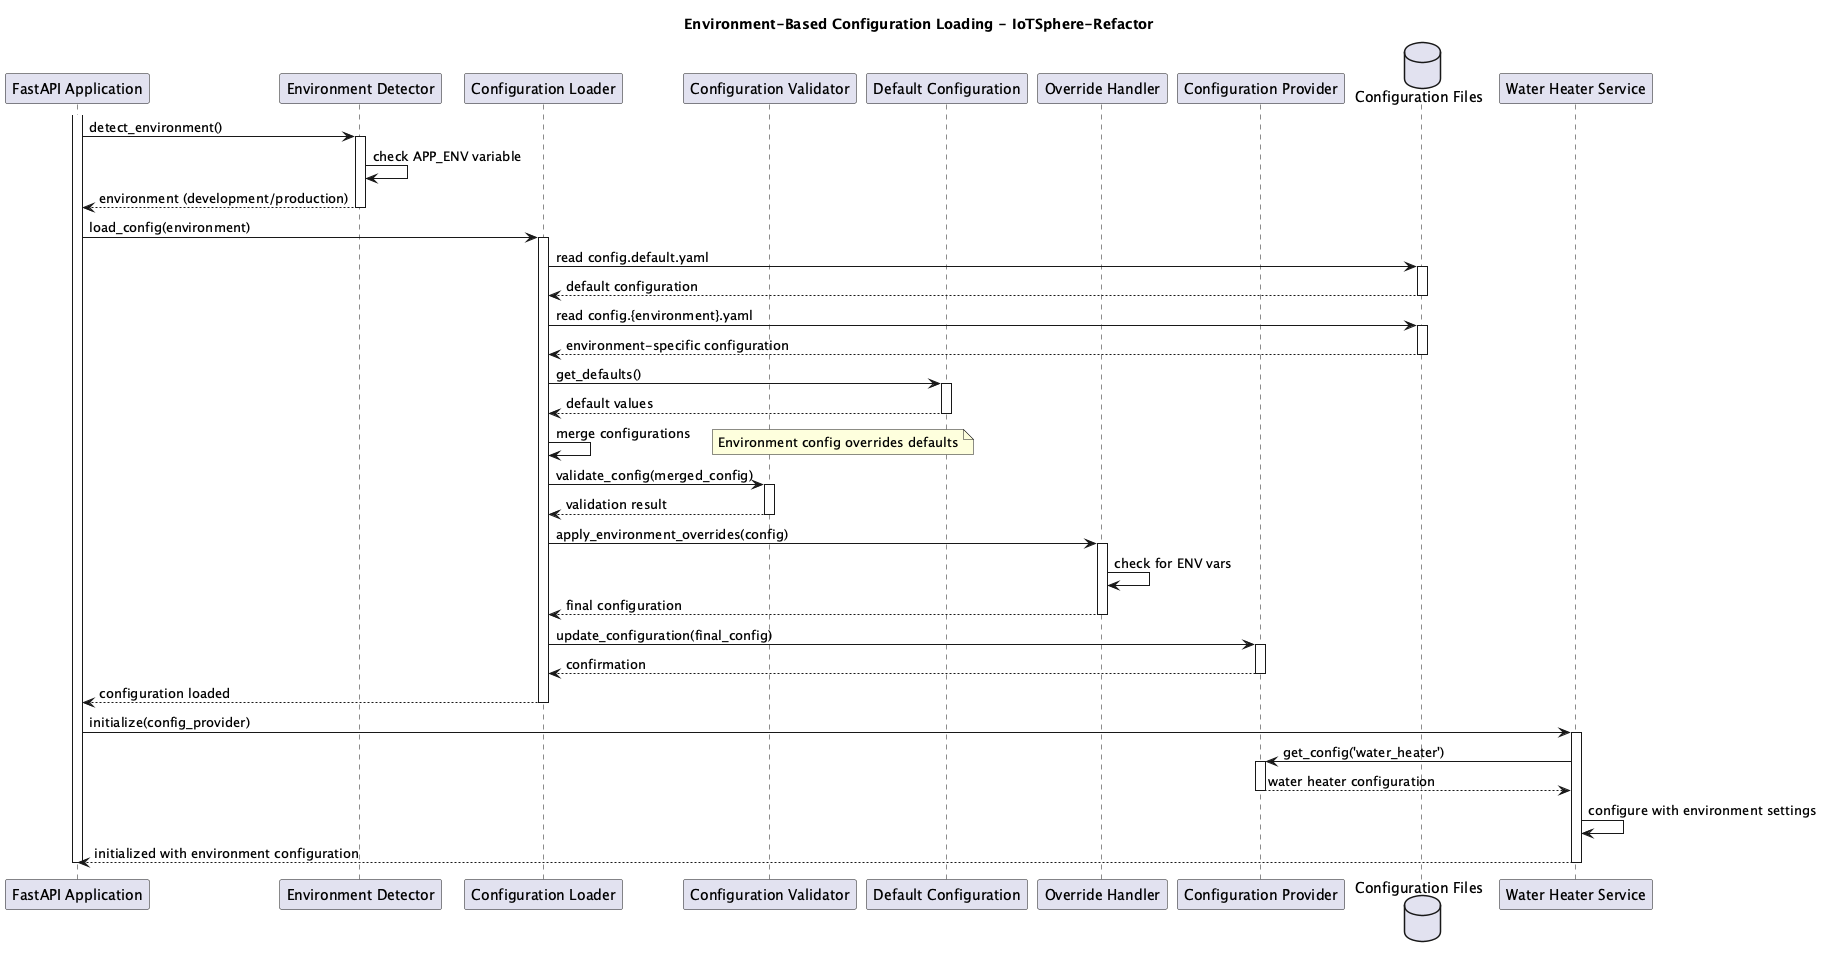 Environment-Based Configuration Loading - IoTSphere-Refactor
FastAPI Application
Environment Detector
Configuration Loader
Configuration Validator
Default Configuration
Override Handler
Configuration Provider
Configuration Files
Water Heater Service
detect_environment()
check APP_ENV variable
environment (development/production)
load_config(environment)
read config.default.yaml
default configuration
read config.{environment}.yaml
environment-specific configuration
get_defaults()
default values
merge configurations
Environment config overrides defaults
validate_config(merged_config)
validation result
apply_environment_overrides(config)
check for ENV vars
final configuration
update_configuration(final_config)
confirmation
configuration loaded
initialize(config_provider)
get_config('water_heater')
water heater configuration
configure with environment settings
initialized with environment configuration
FastAPI Application
Environment Detector
Configuration Loader
Configuration Validator
Default Configuration
Override Handler
Configuration Provider
Configuration Files
Water Heater Service